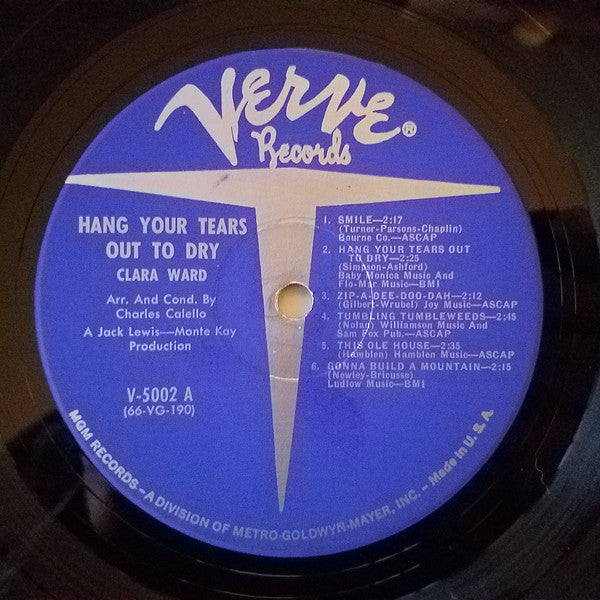 VERVE®
Records
HANG YOUR TEARS
OUT TO DRY
CLARA WARD
Arr. And Cond. By
Charles Calello
A Jack Lewis—Monte Kay
Production
V-5002 A
(66-VG-190)
1. SMILE—2:17
(Turner-Parsons-Chaplin)
Bourne Co.—ASCAP
2. HANG YOUR TEARS OUT
TO DRY—2:25
(Simpson-Ashford)
Baby Monica Music And
Flo-Mar Music—BMI
3. ZIP-A-DEE-DOO-DAH—2:12
(Gilbert-Wrubel) Joy Music—ASCAP
4. TUMBLING TUMBLEWEEDS—2:45
(Nolan) Williamson Music And
Sam Fox Pub.—ASCAP
5. THIS OLE HOUSE—2:35
(Hamblen) Hamblen Music—ASCAP
6. GONNA BUILD A MOUNTAIN—2:15
(Newley-Bricusse)
Ludlow Music—BMI
MGM RECORDS—A DIVISION OF METRO-GOLDWYN-MAYER, INC. – Made in U. S. A.